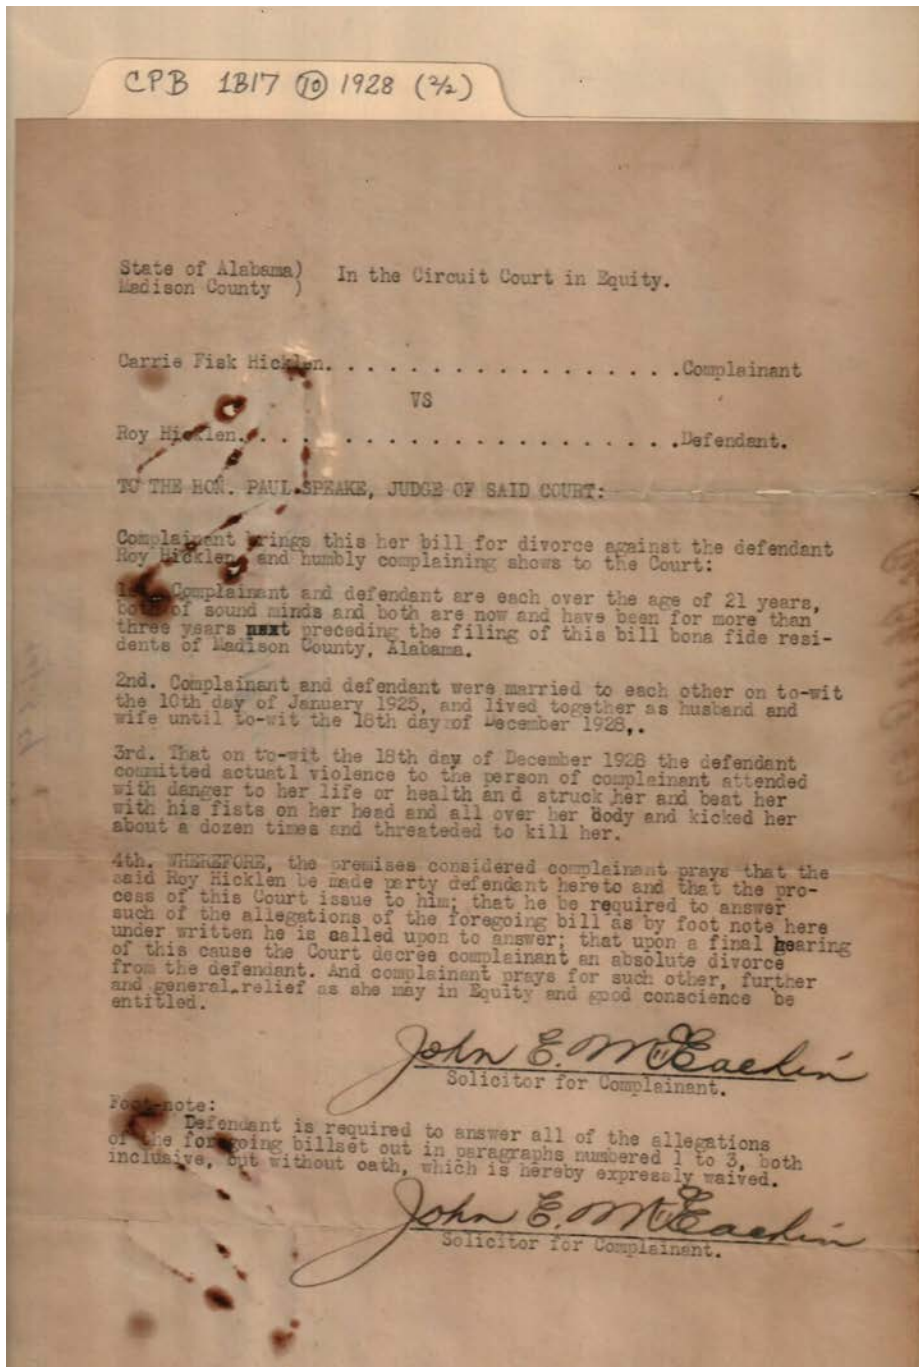 CPB 1B17 ⑩ 1928 (2/2)
State of Alabama) In the Circuit Court in Equity.
Madison County )
Carrie Fisk Hicklen. . . . . . . . . . . . . . . . . .Complainant
VS
Roy Hicklen. . . . . . . . . . . . . . . . . . . . . .Defendant.
TO THE HON. PAUL SPEAKE, JUDGE OF SAID COURT:
Complainant brings this her bill for divorce against the defendant
Roy Hicklen, and humbly complaining shows to the Court:
1st. Complainant and defendant are each over the age of 21 years,
both of sound minds and both are now and have been for more than
three years next preceding the filing of this bill bona fide resi-
dents of Madison County, Alabama.
2nd. Complainant and defendant were married to each other on to-wit
the 10th day of January 1925, and lived together as husband and
wife until to-wit the 18th day of December 1928,.
3rd. That on to-wit the 18th day of December 1928 the defendant
committed actuatl violence to the person of complainant attended
with danger to her life or health an d struck her and beat her
with his fists on her head and all over her body and kicked her
about a dozen times and threateded to kill her.
4th. WHEREFORE, the premises considered complainant prays that the
said Roy Hicklen be made party defendant hereto and that the pro-
cess of this Court issue to him; that he be required to answer
such of the allegations of the foregoing bill as by foot note here
under written he is called upon to answer; that upon a final hearing
of this cause the Court decree complainant an absolute divorce
from the defendant. And complainant prays for such other, further
and general relief as she may in Equity and good conscience be
entitled.
John E. McEachin
Solicitor for Complainant.
Foot-note:
Defendant is required to answer all of the allegations
of the foregoing billset out in paragraphs numbered 1 to 3, both
inclusive, but without oath, which is hereby expressly waived.
John E. McEachin
Solicitor for Complainant.